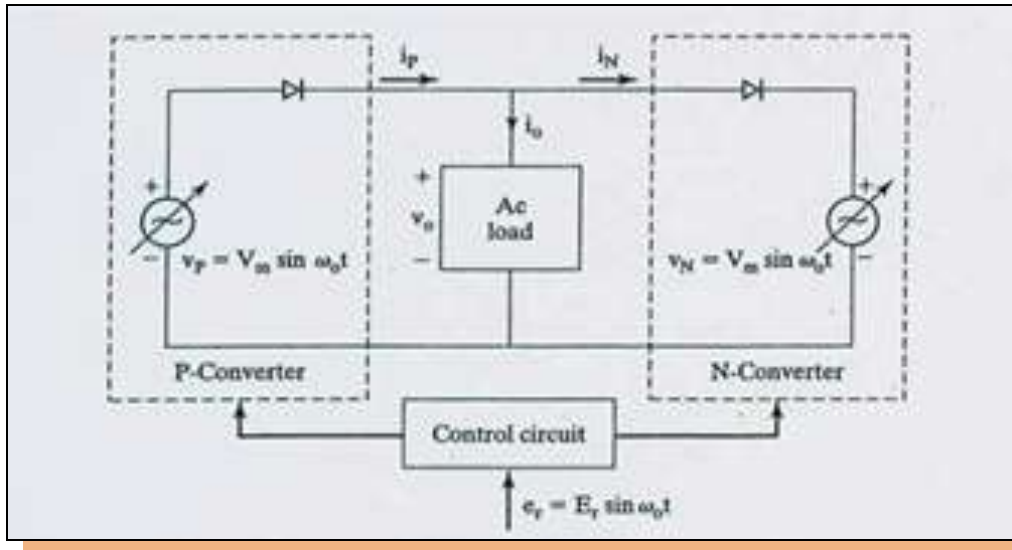 i_P
i_N
i_o
+
+
+
v_o
Ac
load
−
−
−
v_P = V_m sin ω_o t
v_N = V_m sin ω_o t
P-Converter
N-Converter
Control circuit
e_r = E_r sin ω_o t